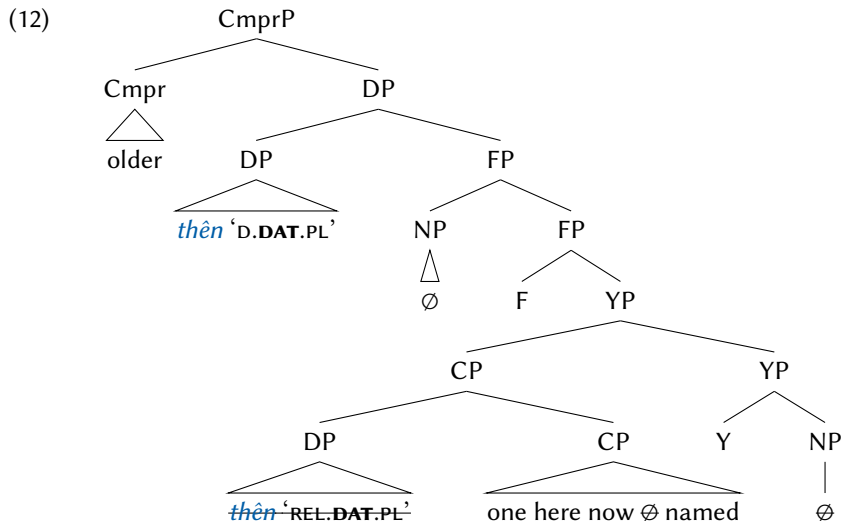 (12) CmprP
Cmpr DP
older DP FP
thên ‘D.DAT.PL’ NP FP
∅ F YP
CP YP
DP CP Y NP
thên ‘REL.DAT.PL’ one here now ∅ named ∅